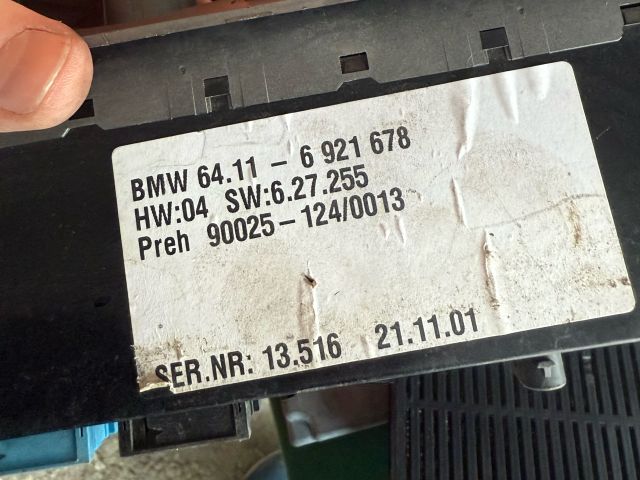 BMW 64.11 - 6 921 678
HW:04 SW:6.27.255
Preh 90025-124/0013
SER.NR: 13.516 21.11.01